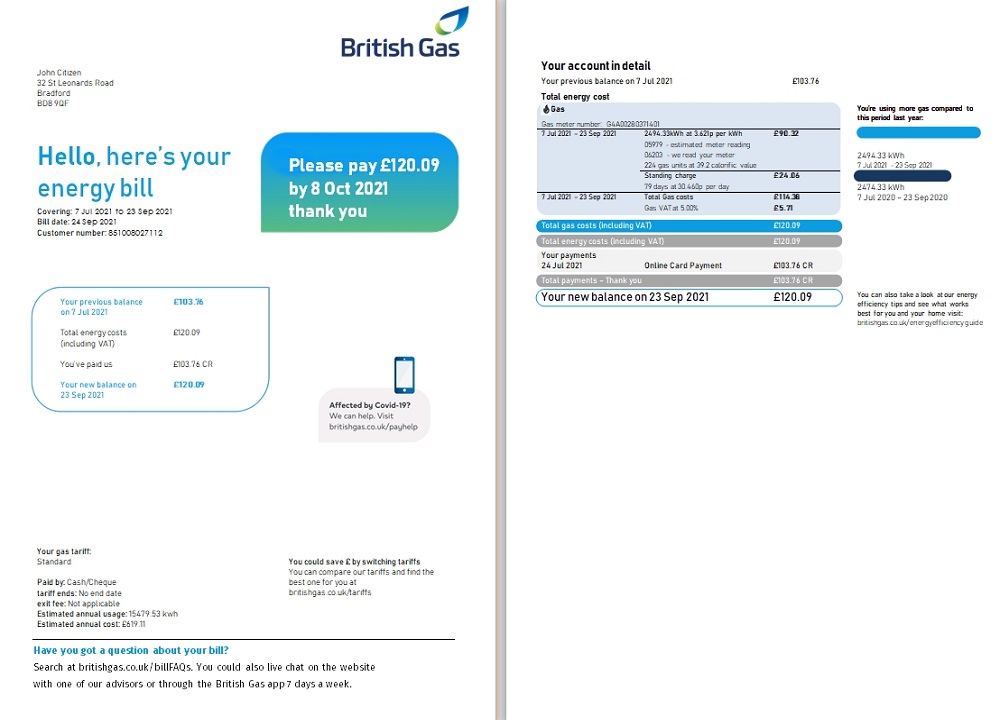 British Gas
John Citizen
32 St Leonards Road
Bradford
BD8 9QF
Hello, here's your
energy bill
Covering: 7 Jul 2021 to 23 Sep 2021
Bill date: 24 Sep 2021
Customer number: 851008027112
Please pay £120.09
by 8 Oct 2021
thank you
Your previous balance £103.76
on 7 Jul 2021
Total energy costs £120.09
(including VAT)
You've paid us £103.76 CR
Your new balance on £120.09
23 Sep 2021
Affected by Covid-19?
We can help. Visit
britishgas.co.uk/payhelp
Your gas tariff:
Standard
Paid by: Cash/Cheque
tariff ends: No end date
exit fee: Not applicable
Estimated annual usage: 15479.53 kwh
Estimated annual cost: £619.11
You could save £ by switching tariffs
You can compare our tariffs and find the
best one for you at
britishgas.co.uk/tariffs
Have you got a question about your bill?
Search at britishgas.co.uk/billFAQs. You could also live chat on the website
with one of our advisors or through the British Gas app 7 days a week.
Your account in detail
Your previous balance on 7 Jul 2021 £103.76
Total energy cost
Gas
Gas meter number: G4A00280371401
7 Jul 2021 - 23 Sep 2021 2494.33kWh at 3.621p per kWh £90.32
05979 - estimated meter reading
06203 - we read your meter
224 gas units at 39.2 calorific value
Standing charge £24.06
79 days at 30.460p per day
7 Jul 2021 - 23 Sep 2021 Total Gas costs £114.38
Gas VAT at 5.00% £5.71
Total gas costs (including VAT) £120.09
Total energy costs (including VAT) £120.09
Your payments
24 Jul 2021 Online Card Payment £103.76 CR
Total payments - Thank you £103.76 CR
Your new balance on 23 Sep 2021 £120.09
You're using more gas compared to
this period last year:
2494.33 kWh
7 Jul 2021 - 23 Sep 2021
2474.33 kWh
7 Jul 2020 - 23 Sep 2020
You can also take a look at our energy
efficiency tips and see what works
best for you and your home visit:
britishgas.co.uk/energyefficiencyguide